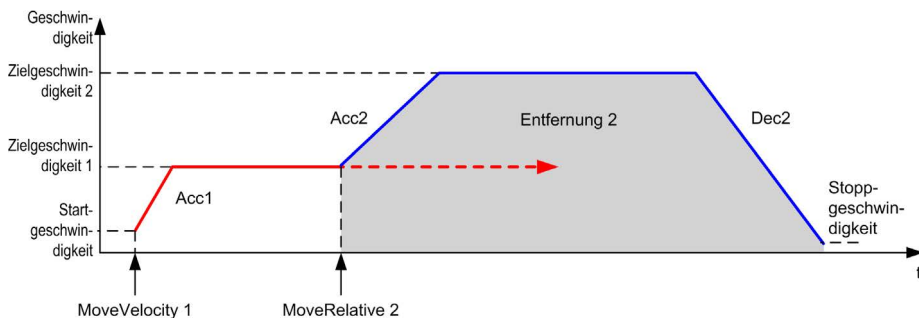 Geschwin-
digkeit
Zielgeschwin-
digkeit 2
Acc2
Entfernung 2
Dec2
Zielgeschwin-
digkeit 1
Acc1
Start-
geschwin-
digkeit
Stopp-
geschwin-
digkeit
t
MoveVelocity 1
MoveRelative 2